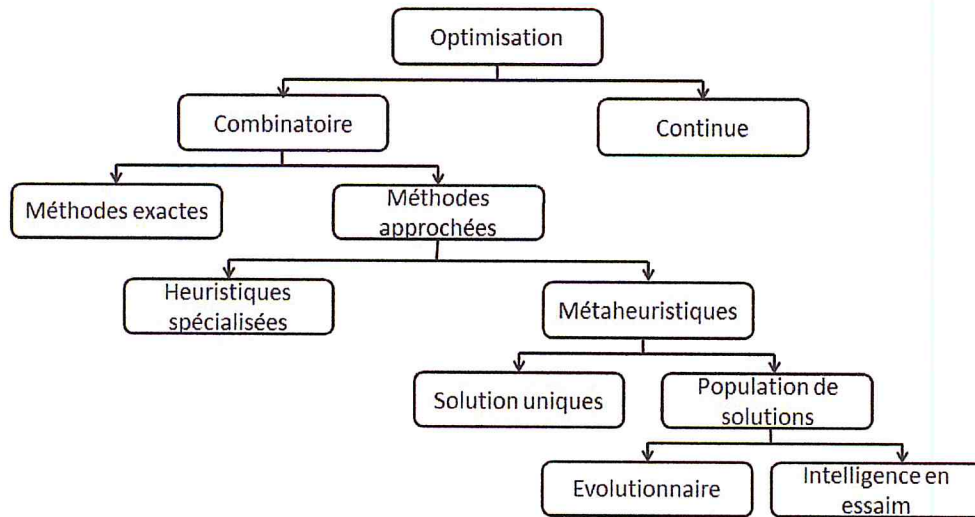 Optimisation
Combinatoire
Continue
Méthodes exactes
Méthodes
approchées
Heuristiques
spécialisées
Métaheuristiques
Solution uniques
Population de
solutions
Evolutionnaire
Intelligence en
essaim